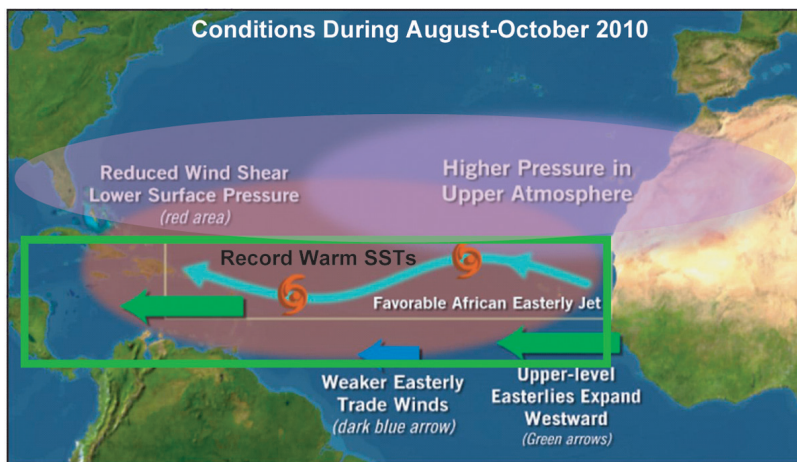 Conditions During August-October 2010
Reduced Wind Shear
Lower Surface Pressure
(red area)
Higher Pressure in
Upper Atmosphere
Record Warm SSTs
Favorable African Easterly Jet
Weaker Easterly
Trade Winds
(dark blue arrow)
Upper-level
Easterlies Expand
Westward
(Green arrows)